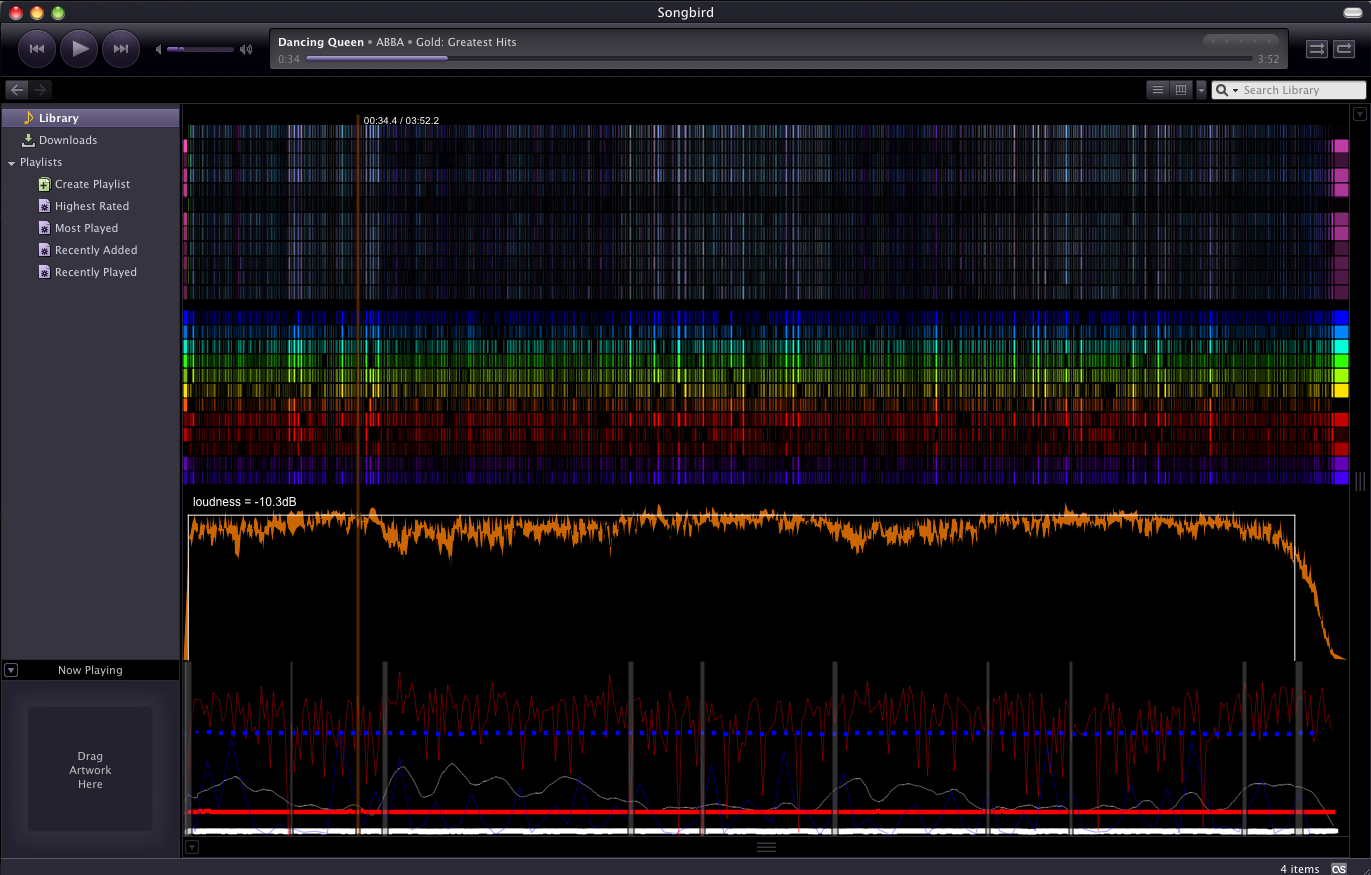 Songbird
Dancing Queen • ABBA • Gold: Greatest Hits
0:34 3:52
Search Library
Library
Downloads
Playlists
Create Playlist
Highest Rated
Most Played
Recently Added
Recently Played
00:34.4 / 03:52.2
loudness = -10.3dB
Now Playing
Drag
Artwork
Here
4 items